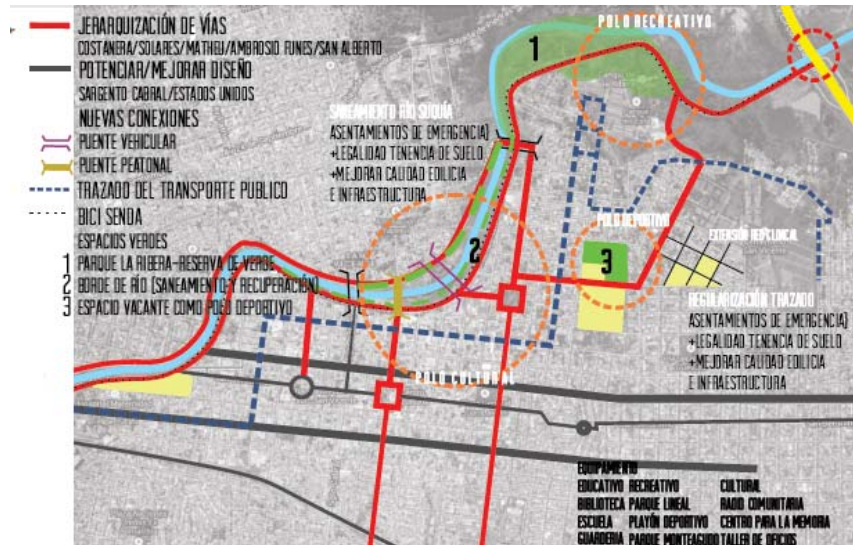 JERARQUIZACIÓN DE VÍAS
COSTANERA/SOLARES/MATHEU/AMBROSIO FUNES/SAN ALBERTO
POTENCIAR/MEJORAR DISEÑO
SARGENTO CABRAL/ESTADOS UNIDOS
NUEVAS CONEXIONES
PUENTE VEHICULAR
PUENTE PEATONAL
TRAZADO DEL TRANSPORTE PUBLICO
BICI SENDA
ESPACIOS VERDES
1 PARQUE LA RIBERA-RESERVA DE VERDE
2 BORDE DE RÍO (SANEAMIENTO Y RECUPERACIÓN)
3 ESPACIO VACANTE COMO POLO DEPORTIVO
POLO RECREATIVO
1
SANEAMIENTO RÍO SUQUÍA
ASENTAMIENTOS DE EMERGENCIA)
+LEGALIDAD TENENCIA DE SUELO
+MEJORAR CALIDAD EDILICIA
E INFRAESTRUCTURA
2
POLO CULTURAL
POLO DEPORTIVO
3
EXTENSIÓN RED CLOACAL
REGULARIZACIÓN TRAZADO
ASENTAMIENTOS DE EMERGENCIA)
+LEGALIDAD TENENCIA DE SUELO
+MEJORAR CALIDAD EDILICIA
E INFRAESTRUCTURA
EQUIPAMIENTO
EDUCATIVO RECREATIVO CULTURAL
BIBLIOTECA PARQUE LINEAL RADIO COMUNITARIA
ESCUELA PLAYÓN DEPORTIVO CENTRO PARA LA MEMORIA
GUARDERIA PARQUE MONTEAGUDO TALLER DE OFICIOS